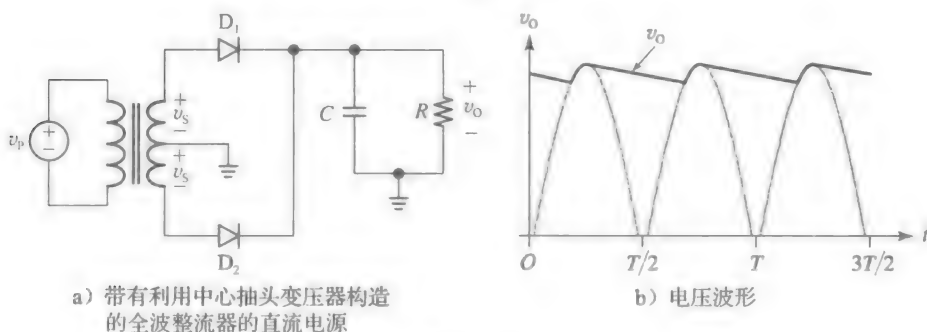 D₁
+
v_S
−
+
v_S
−
v_P
+
−
C
R
+
v_O
−
D₂
a) 带有利用中心抽头变压器构造
的全波整流器的直流电源
v_O
v_O
O
T/2
T
3T/2
t
b) 电压波形